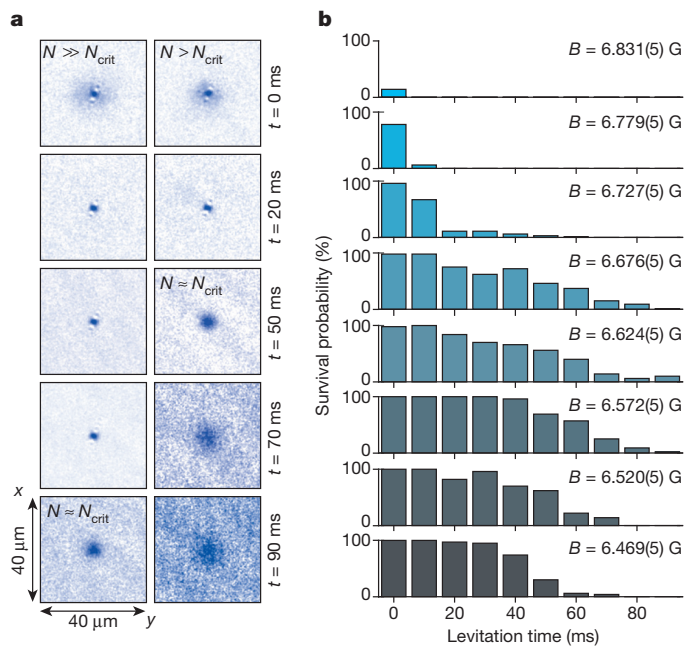 a
N ≫ N_crit
N > N_crit
t = 0 ms
t = 20 ms
N ≈ N_crit
t = 50 ms
t = 70 ms
N ≈ N_crit
t = 90 ms
x
40 μm
40 μm
y
b
100
0
B = 6.831(5) G
100
0
B = 6.779(5) G
100
0
B = 6.727(5) G
100
0
B = 6.676(5) G
100
0
B = 6.624(5) G
100
0
B = 6.572(5) G
100
0
B = 6.520(5) G
100
0
B = 6.469(5) G
Survival probability (%)
0 20 40 60 80
Levitation time (ms)